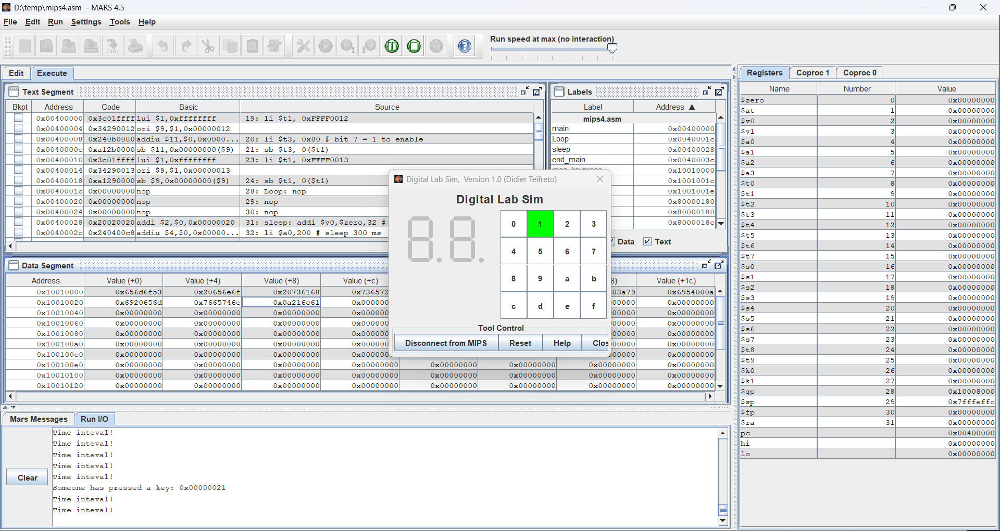 D:\temp\mips4.asm - MARS 4.5
File Edit Run Settings Tools Help
Run speed at max (no interaction)
Edit Execute
Text Segment
Bkpt Address Code Basic Source
0x00400000 0x3c01ffff lui $1,0xffffffff 19: li $t1, 0xFFFF0012
0x00400004 0x34290012 ori $9,$1,0x00000012
0x00400008 0x240b0080 addiu $11,$0,0x0000... 20: li $t3, 0x80 # bit 7 = 1 to enable
0x0040000c 0xa12b0000 sb $11,0x00000000($9) 21: sb $t3, 0($t1)
0x00400010 0x3c01ffff lui $1,0xffffffff 23: li $t1, 0xFFFF0013
0x00400014 0x34290013 ori $9,$1,0x00000013
0x00400018 0xa1290000 sb $9,0x00000000($9) 24: sb $t1, 0($t1)
0x0040001c 0x00000000 nop 28: Loop: nop
0x00400020 0x00000000 nop 29: nop
0x00400024 0x00000000 nop 30: nop
0x00400028 0x20020020 addi $2,$0,0x00000020 31: sleep: addi $v0,$zero,32 #
0x0040002c 0x240400c8 addiu $4,$0,0x00000... 32: li $a0,200 # sleep 300 ms
Labels
Label Address ▲
mips4.asm
main 0x00400000
Loop 0x0040001c
sleep 0x00400028
end_main 0x0040003c
0x10010000
0x1001001c
0x1001001e
0x80000180
0x80000180
0x8000018c
Data Text
Digital Lab Sim, Version 1.0 (Didier Teifreto)
Digital Lab Sim
8.8.
0 1 2 3
4 5 6 7
8 9 a b
c d e f
Tool Control
Disconnect from MIPS Reset Help Clos
Data Segment
Address Value (+0) Value (+4) Value (+8) Value (+c) 8) Value (+1c)
0x10010000 0x656d6f53 0x20656e6f 0x20736168 0x736572 03a79 0x6954000a
0x10010020 0x6920656d 0x7665746e 0x0a216c61 0x000000 00000 0x00000000
0x10010040 0x00000000 0x00000000 0x00000000 0x000000 00000 0x00000000
0x10010060 0x00000000 0x00000000 0x00000000 0x000000 00000 0x00000000
0x10010080 0x00000000 0x00000000 0x00000000 0x000000 00000 0x00000000
0x100100a0 0x00000000 0x00000000 0x00000000 0x000000 00000 0x00000000
0x100100c0 0x00000000 0x00000000 0x00000000 0x000000 00000 0x00000000
0x100100e0 0x00000000 0x00000000 0x00000000 0x00000000 0x00000000 0x00000000 0x00000000 0x00000000
0x10010100 0x00000000 0x00000000 0x00000000 0x00000000 0x00000000 0x00000000 0x00000000 0x00000000
0x10010120 0x00000000 0x00000000 0x00000000 0x00000000 0x00000000 0x00000000 0x00000000 0x00000000
Mars Messages Run I/O
Clear
Time inteval!
Time inteval!
Time inteval!
Time inteval!
Time inteval!
Someone has pressed a key: 0x00000021
Time inteval!
Time inteval!
Registers Coproc 1 Coproc 0
Name Number Value
$zero 0 0x00000000
$at 1 0x00000000
$v0 2 0x00000000
$v1 3 0x00000000
$a0 4 0x00000000
$a1 5 0x00000000
$a2 6 0x00000000
$a3 7 0x00000000
$t0 8 0x00000000
$t1 9 0x00000000
$t2 10 0x00000000
$t3 11 0x00000000
$t4 12 0x00000000
$t5 13 0x00000000
$t6 14 0x00000000
$t7 15 0x00000000
$s0 16 0x00000000
$s1 17 0x00000000
$s2 18 0x00000000
$s3 19 0x00000000
$s4 20 0x00000000
$s5 21 0x00000000
$s6 22 0x00000000
$s7 23 0x00000000
$t8 24 0x00000000
$t9 25 0x00000000
$k0 26 0x00000000
$k1 27 0x00000000
$gp 28 0x10008000
$sp 29 0x7fffeffc
$fp 30 0x00000000
$ra 31 0x00000000
pc 0x00400000
hi 0x00000000
lo 0x00000000